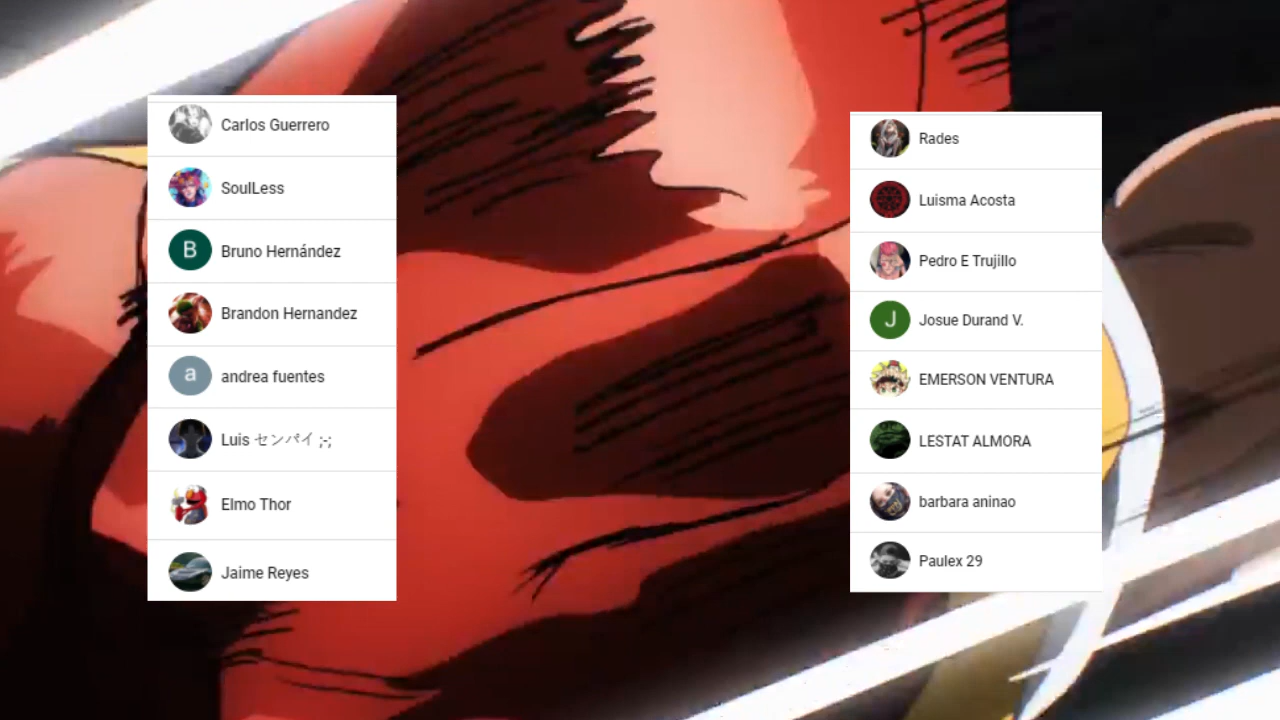 Carlos Guerrero
SoulLess
B
Bruno Hernández
Brandon Hernandez
a
andrea fuentes
Luis センパイ ;-;
Elmo Thor
Jaime Reyes
Rades
Luisma Acosta
Pedro E Trujillo
J
Josue Durand V.
EMERSON VENTURA
LESTAT ALMORA
barbara aninao
Paulex 29